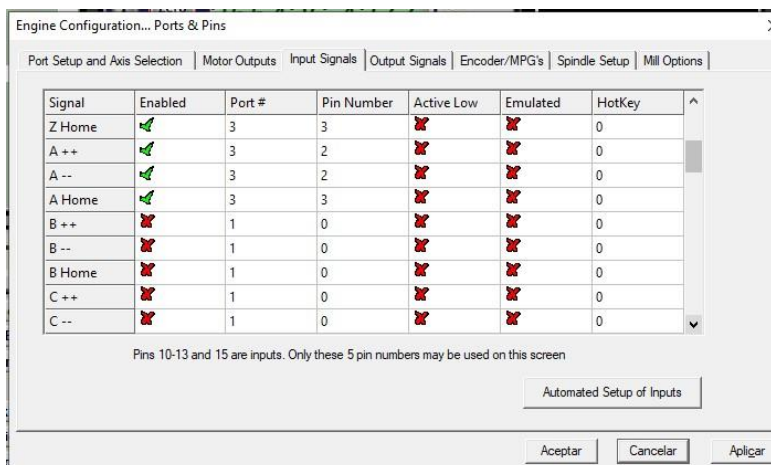 Engine Configuration... Ports & Pins
Port Setup and Axis Selection Motor Outputs Input Signals Output Signals Encoder/MPG's Spindle Setup Mill Options
Signal Enabled Port # Pin Number Active Low Emulated HotKey
Z Home 3 3 0
A ++ 3 2 0
A -- 3 2 0
A Home 3 3 0
B ++ 1 0 0
B -- 1 0 0
B Home 1 0 0
C ++ 1 0 0
C -- 1 0 0
Pins 10-13 and 15 are inputs. Only these 5 pin numbers may be used on this screen
Automated Setup of Inputs
Aceptar Cancelar Aplicar